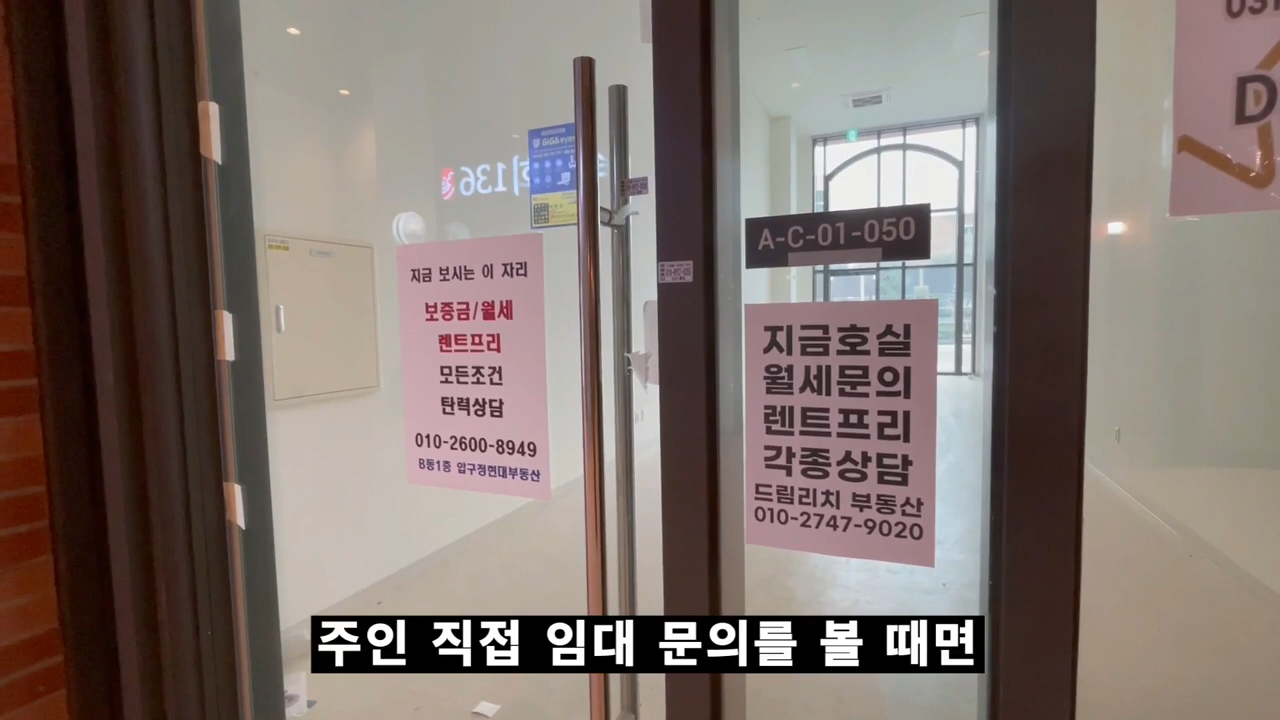 지금 보시는 이 자리
보증금/월세
렌트프리
모든조건
탄력상담
010-2600-8949
B동1층 압구정현대부동산
GiGA eyes
136
A-C-01-050
지금호실
월세문의
렌트프리
각종상담
드림리치 부동산
010-2747-9020
031
D
주인 직접 임대 문의를 볼 때면